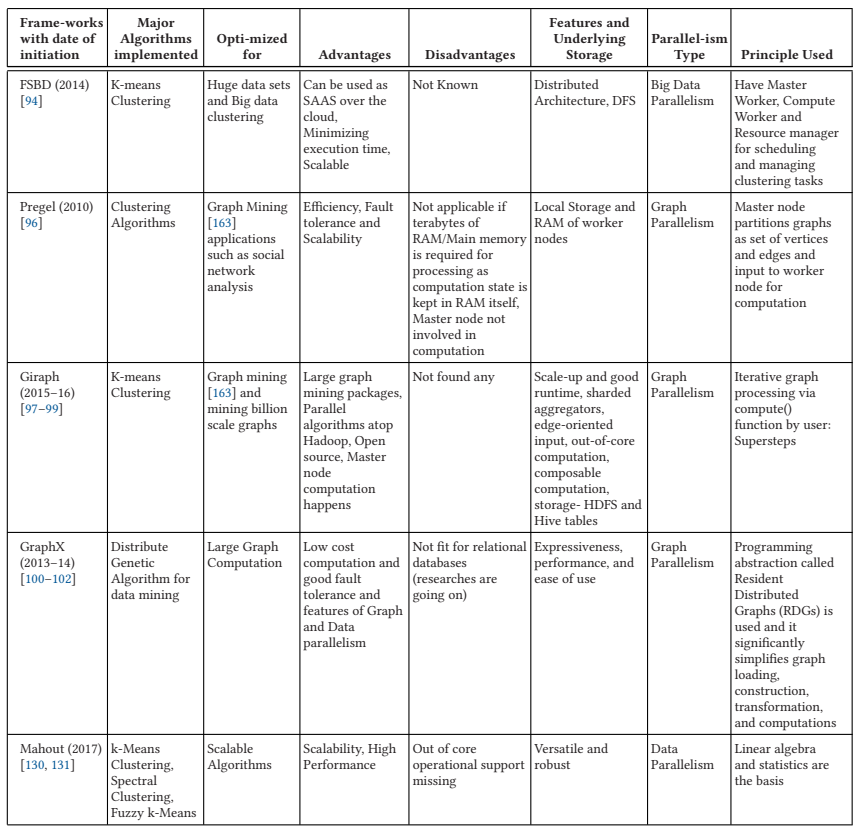 Frame-works with date of initiation
Major Algorithms implemented
Opti-mized for
Advantages
Disadvantages
Features and Underlying Storage
Parallel-ism Type
Principle Used
FSBD (2014)
[94]
K-means
Clustering
Huge data sets
and Big data
clustering
Can be used as
SAAS over the
cloud,
Minimizing
execution time,
Scalable
Not Known
Distributed
Architecture, DFS
Big Data
Parallelism
Have Master
Worker, Compute
Worker and
Resource manager
for scheduling
and managing
clustering tasks
Pregel (2010)
[96]
Clustering
Algorithms
Graph Mining
[163]
applications
such as social
network
analysis
Efficiency, Fault
tolerance and
Scalability
Not applicable if
terabytes of
RAM/Main memory
is required for
processing as
computation state is
kept in RAM itself,
Master node not
involved in
computation
Local Storage and
RAM of worker
nodes
Graph
Parallelism
Master node
partitions graphs
as set of vertices
and edges and
input to worker
node for
computation
Giraph
(2015–16)
[97–99]
K-means
Clustering
Graph mining
[163] and
mining billion
scale graphs
Large graph
mining packages,
Parallel
algorithms atop
Hadoop, Open
source, Master
node
computation
happens
Not found any
Scale-up and good
runtime, sharded
aggregators,
edge-oriented
input, out-of-core
computation,
composable
computation,
storage- HDFS and
Hive tables
Graph
Parallelism
Iterative graph
processing via
compute()
function by user:
Supersteps
GraphX
(2013–14)
[100–102]
Distribute
Genetic
Algorithm for
data mining
Large Graph
Computation
Low cost
computation and
good fault
tolerance and
features of Graph
and Data
parallelism
Not fit for relational
databases
(researches are
going on)
Expressiveness,
performance, and
ease of use
Graph
Parallelism
Programming
abstraction called
Resident
Distributed
Graphs (RDGs) is
used and it
significantly
simplifies graph
loading,
construction,
transformation,
and computations
Mahout (2017)
[130, 131]
k-Means
Clustering,
Spectral
Clustering,
Fuzzy k-Means
Scalable
Algorithms
Scalability, High
Performance
Out of core
operational support
missing
Versatile and
robust
Data
Parallelism
Linear algebra
and statistics are
the basis